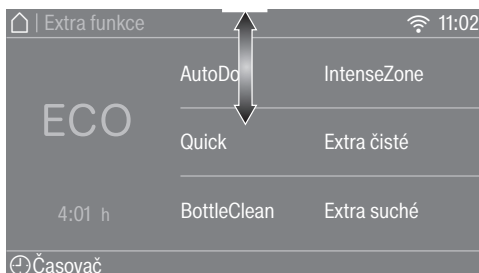 | Extra funkce 11:02
AutoDo IntenseZone
ECO
Quick Extra čisté
4:01 h BottleClean Extra suché
Časovač